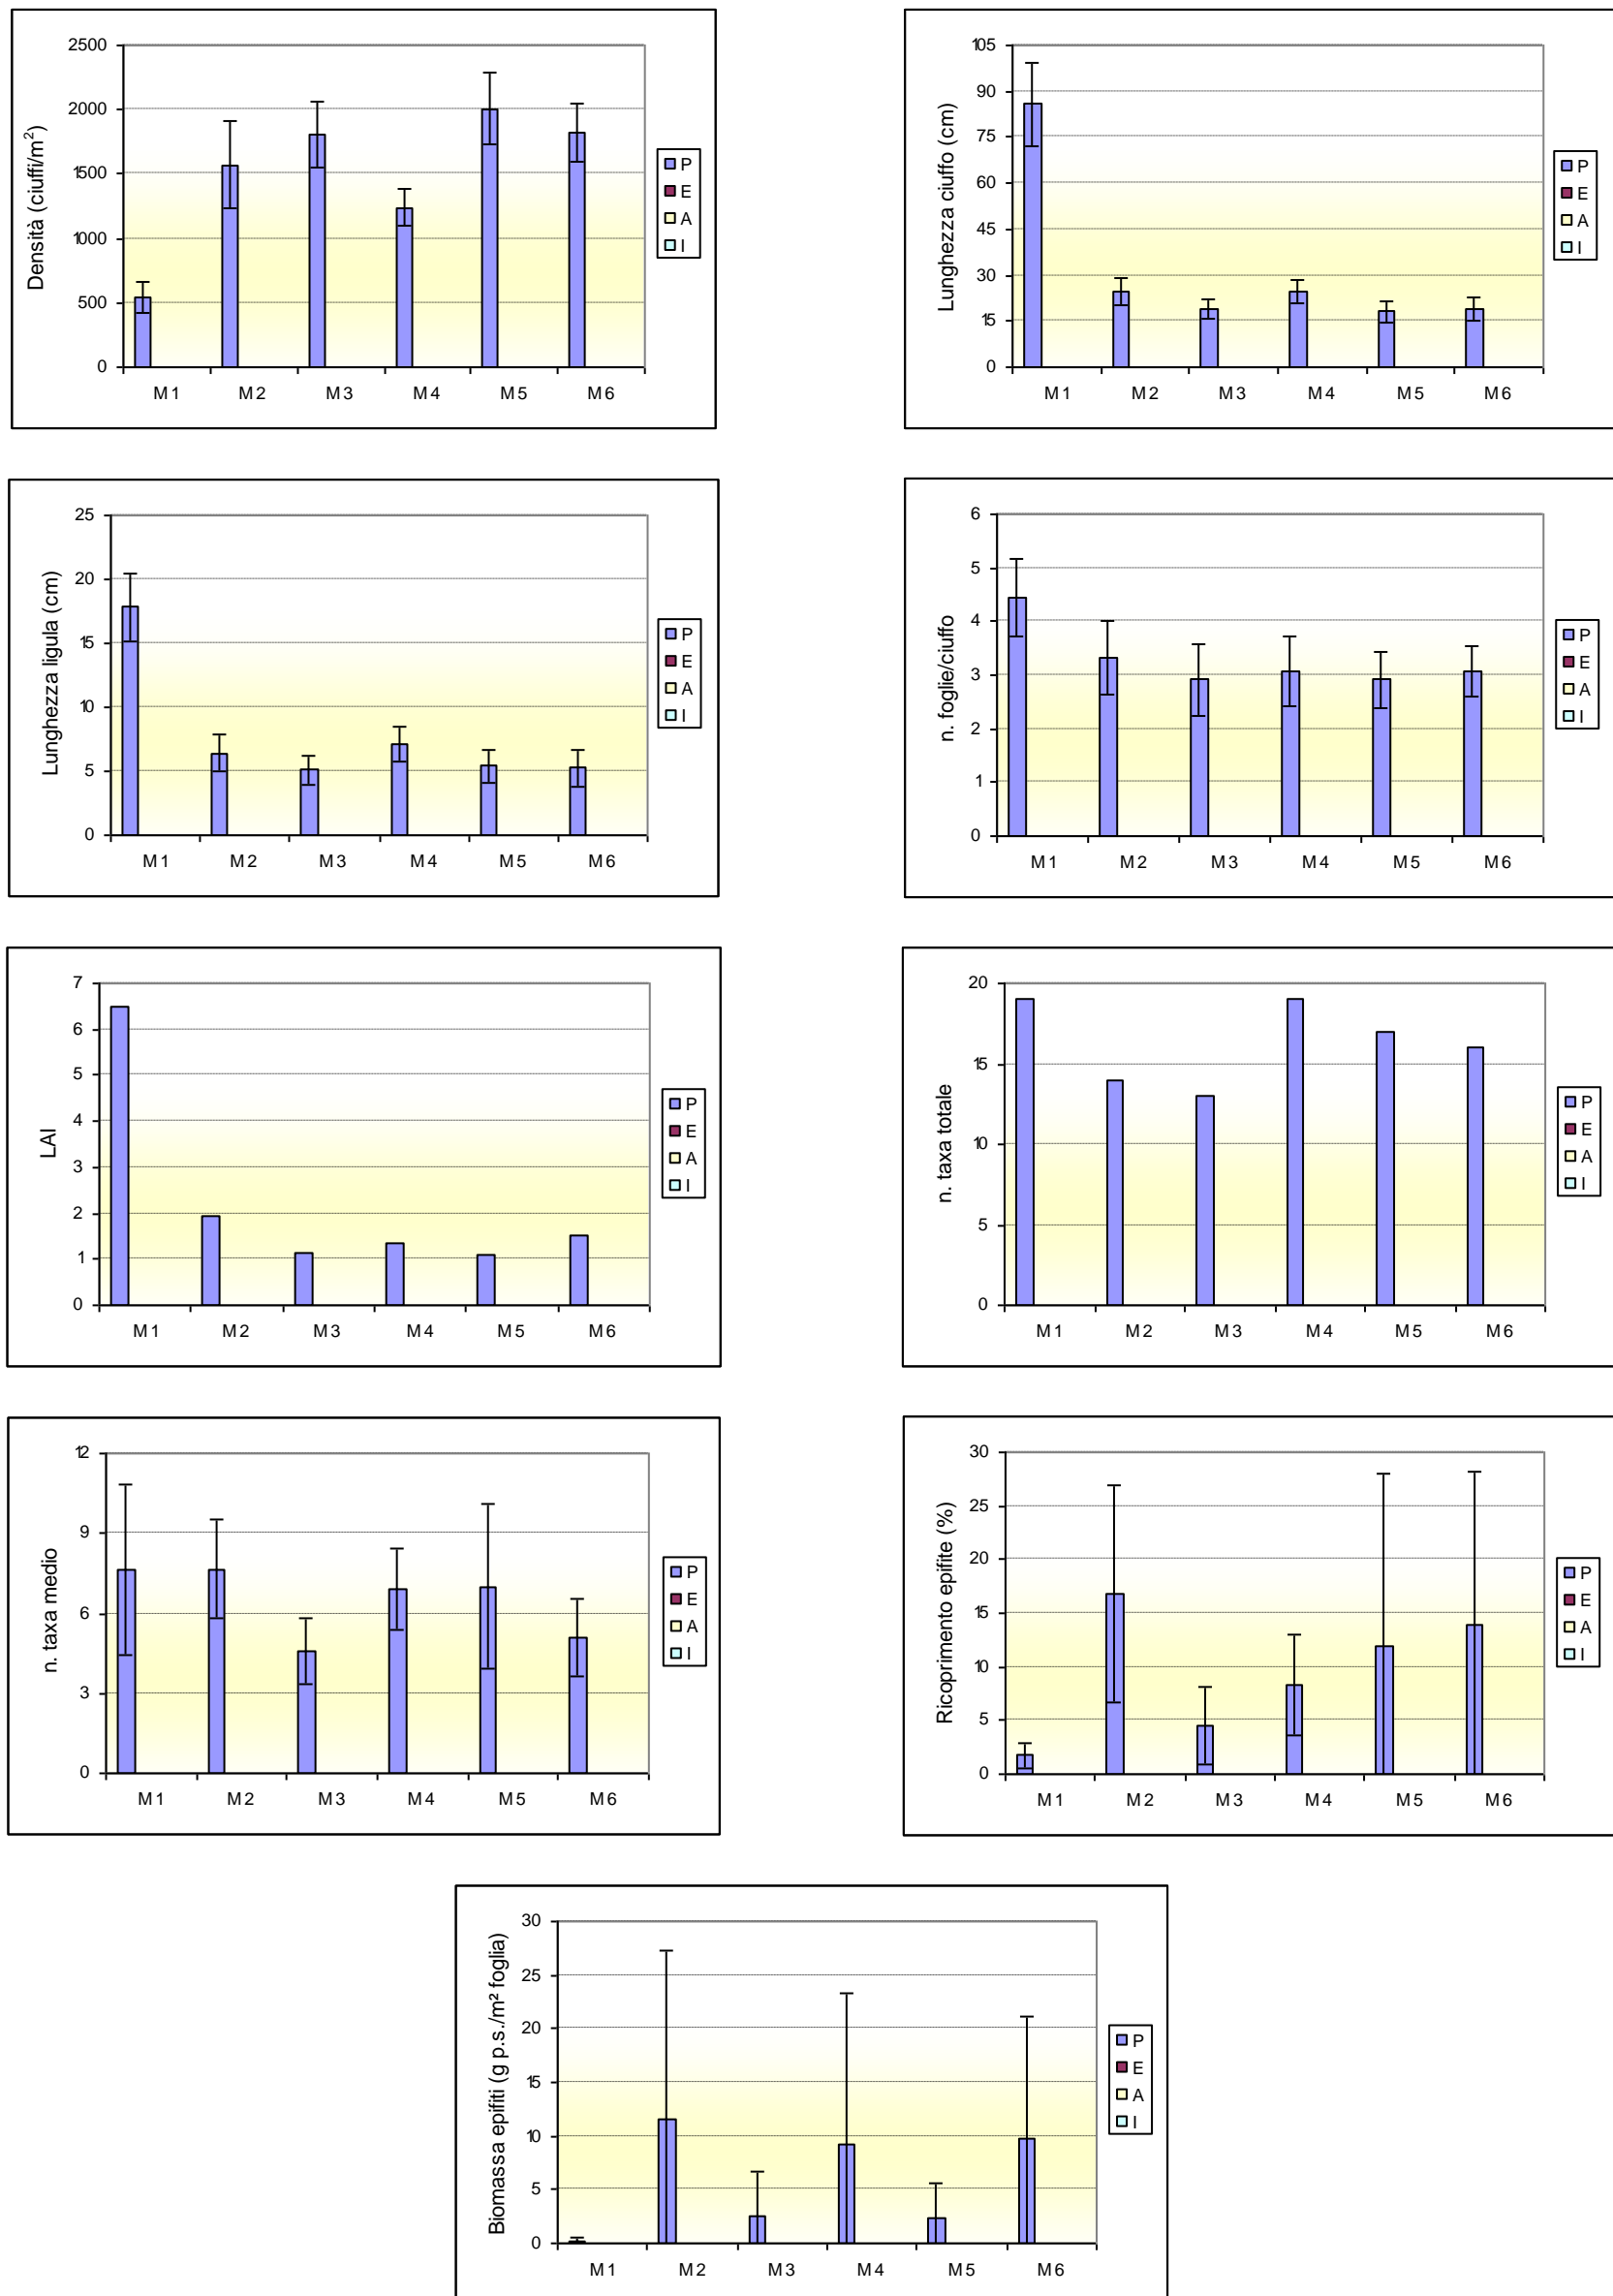 Densità (ciuffi/m²)
2500
2000
1500
1000
500
0
M1 M2 M3 M4 M5 M6
P
E
A
I
Lunghezza ciuffo (cm)
105
90
75
60
45
30
15
0
M1 M2 M3 M4 M5 M6
P
E
A
I
Lunghezza ligula (cm)
25
20
15
10
5
0
M1 M2 M3 M4 M5 M6
P
E
A
I
n. foglie/ciuffo
6
5
4
3
2
1
0
M1 M2 M3 M4 M5 M6
P
E
A
I
LAI
7
6
5
4
3
2
1
0
M1 M2 M3 M4 M5 M6
P
E
A
I
n. taxa totale
20
15
10
5
0
M1 M2 M3 M4 M5 M6
P
E
A
I
n. taxa medio
12
9
6
3
0
M1 M2 M3 M4 M5 M6
P
E
A
I
Ricoprimento epifite (%)
30
25
20
15
10
5
0
M1 M2 M3 M4 M5 M6
P
E
A
I
Biomassa epifiti (g p.s./m² foglia)
30
25
20
15
10
5
0
M1 M2 M3 M4 M5 M6
P
E
A
I